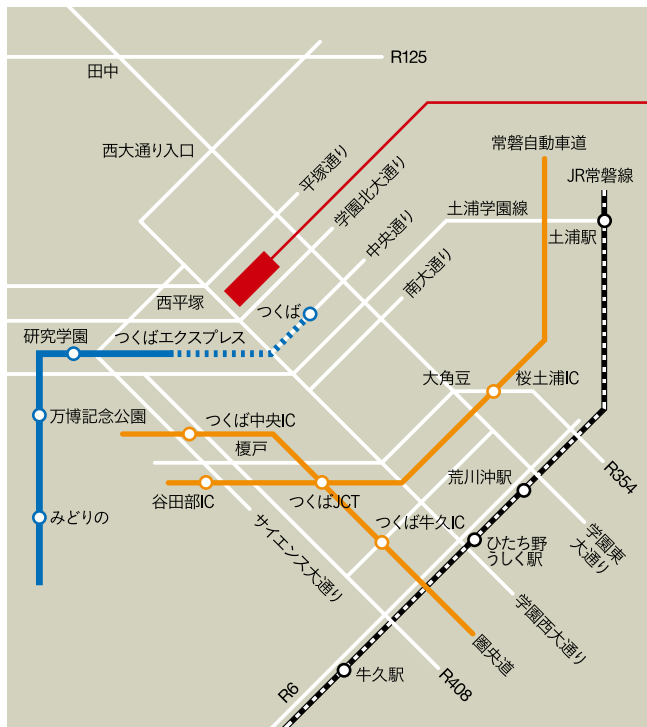 R125
田中
常磐自動車道
西大通り入口
平塚通り
JR常磐線
学園北大通り
土浦学園線
中央通り
土浦駅
南大通り
西平塚
つくば
研究学園
つくばエクスプレス
大角豆
桜土浦IC
万博記念公園
つくば中央IC
榎戸
荒川沖駅
R354
谷田部IC
つくばJCT
みどりの
サイエンス大通り
つくば牛久IC
ひたち野
うしく駅
学園東
大通り
学園西大通り
圏央道
牛久駅
R408
R6